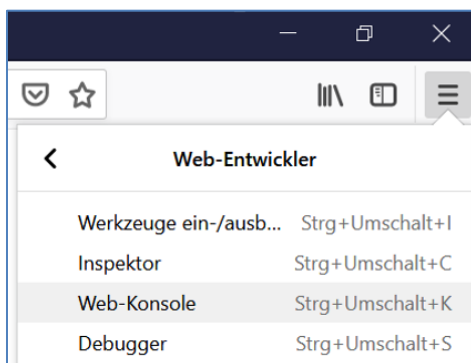 Web-Entwickler
Werkzeuge ein-/ausb... Strg+Umschalt+I
Inspektor Strg+Umschalt+C
Web-Konsole Strg+Umschalt+K
Debugger Strg+Umschalt+S